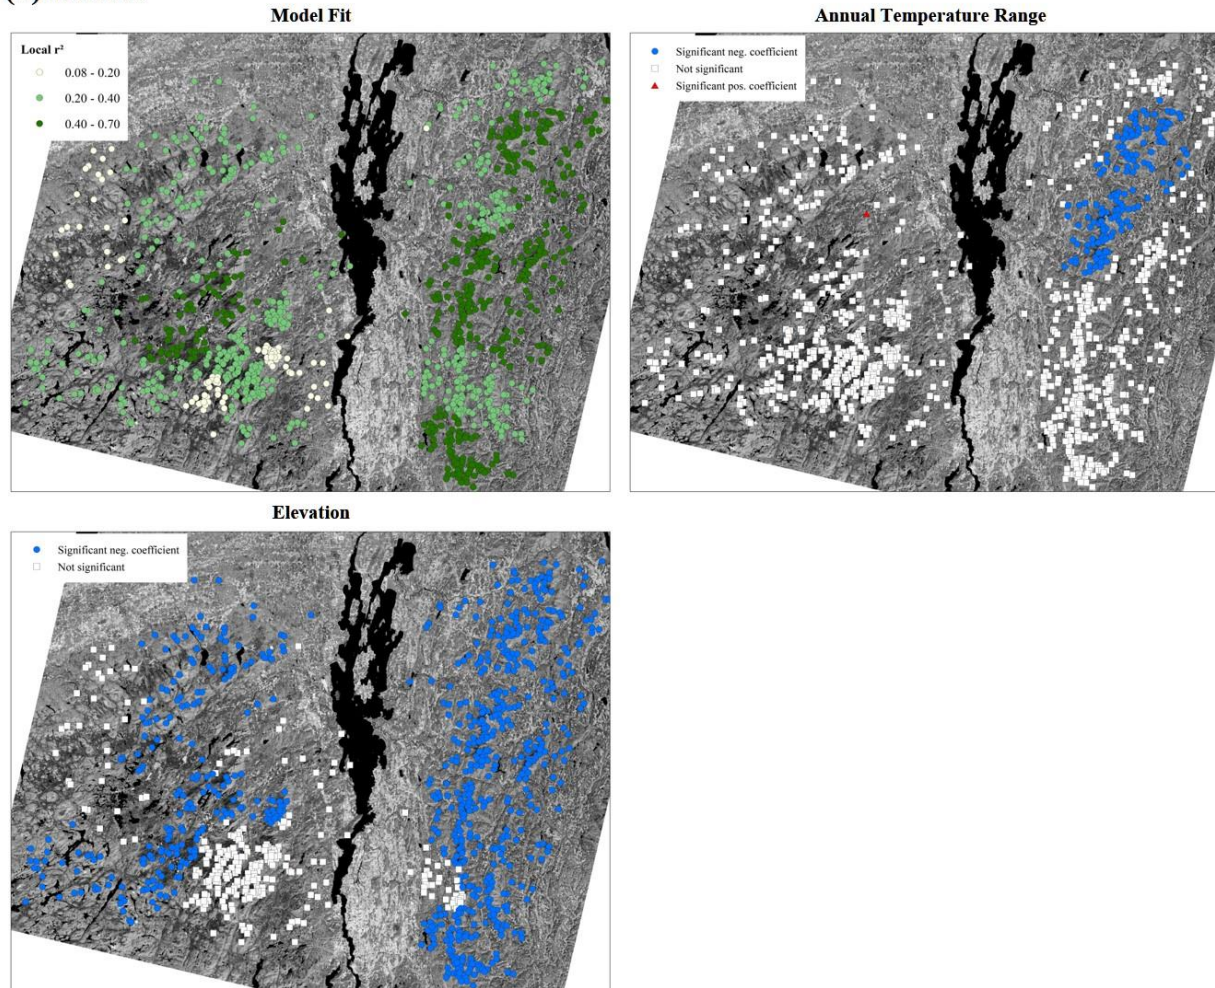 Model Fit
Local r²
0.08 - 0.20
0.20 - 0.40
0.40 - 0.70
Annual Temperature Range
Significant neg. coefficient
Not significant
Significant pos. coefficient
Elevation
Significant neg. coefficient
Not significant